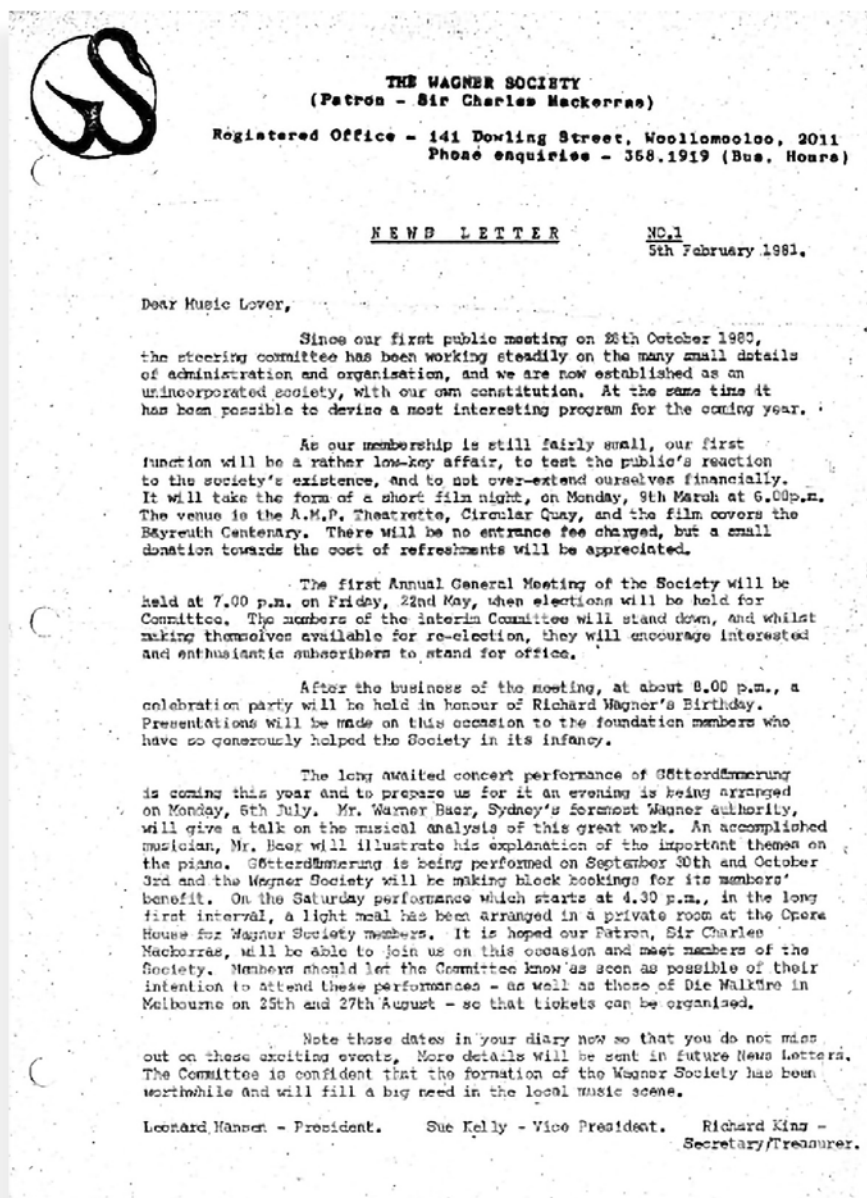 THE WAGNER SOCIETY
(Patron - Sir Charles Mackerras)
Registered Office - 141 Dowling Street, Woolloomooloo, 2011
Phone enquiries - 358.1919 (Bus. Hours)
NEWS LETTER NO.1
5th February 1981.
Dear Music Lover,
Since our first public meeting on 28th October 1980,
the steering committee has been working steadily on the many small details
of administration and organisation, and we are now established as an
unincorporated society, with our own constitution. At the same time it
has been possible to devise a most interesting program for the coming year.
As our membership is still fairly small, our first
function will be a rather low-key affair, to test the public's reaction
to the society's existence, and to not over-extend ourselves financially.
It will take the form of a short film night, on Monday, 9th March at 6.00p.m.
The venue is the A.M.P. Theatrette, Circular Quay, and the film covers the
Bayreuth Centenary. There will be no entrance fee charged, but a small
donation towards the cost of refreshments will be appreciated.
The first Annual General Meeting of the Society will be
held at 7.00 p.m. on Friday, 22nd May, when elections will be held for
Committee. The members of the interim Committee will stand down, and whilst
making themselves available for re-election, they will encourage interested
and enthusiastic subscribers to stand for office.
After the business of the meeting, at about 8.00 p.m., a
celebration party will be held in honour of Richard Wagner's Birthday.
Presentations will be made on this occasion to the foundation members who
have so generously helped the Society in its infancy.
The long awaited concert performance of Götterdämmerung
is coming this year and to prepare us for it an evening is being arranged
on Monday, 6th July. Mr. Werner Baer, Sydney's foremost Wagner authority,
will give a talk on the musical analysis of this great work. An accomplished
musician, Mr. Baer will illustrate his explanation of the important themes on
the piano. Götterdämmerung is being performed on September 30th and October
3rd and the Wagner Society will be making block bookings for its members'
benefit. On the Saturday performance which starts at 4.30 p.m., in the long
first interval, a light meal has been arranged in a private room at the Opera
House for Wagner Society members. It is hoped our Patron, Sir Charles
Mackerras, will be able to join us on this occasion and meet members of the
Society. Members should let the Committee know as soon as possible of their
intention to attend these performances - as well as those of Die Walküre in
Melbourne on 25th and 27th August - so that tickets can be organised.
Note those dates in your diary now so that you do not miss
out on these exciting events, More details will be sent in future News Letters.
The Committee is confident that the formation of the Wagner Society has been
worthwhile and will fill a big need in the local music scene.
Leonard Hansen - President. Sue Kelly - Vice President. Richard King -
Secretary/Treasurer.